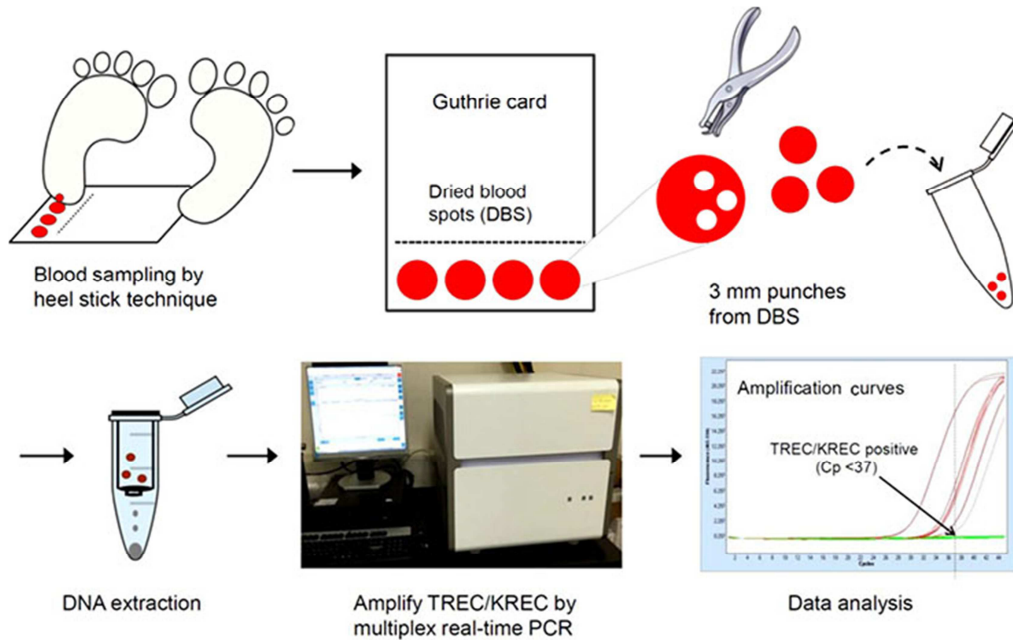 Guthrie card
Dried blood
spots (DBS)
Blood sampling by
heel stick technique
3 mm punches
from DBS
DNA extraction
Amplify TREC/KREC by
multiplex real-time PCR
Amplification curves
TREC/KREC positive
(Cp <37)
Cycles
Data analysis